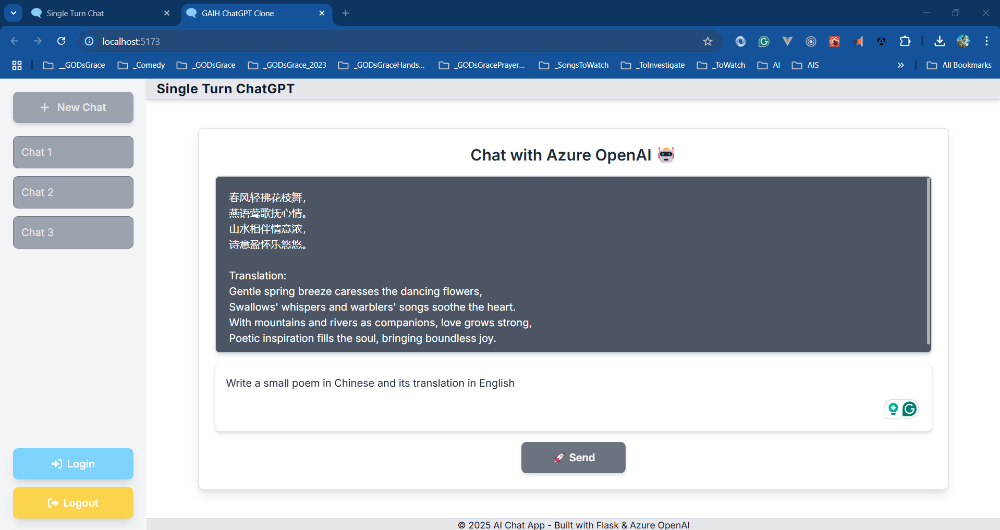 Single Turn Chat
GAIH ChatGPT Clone
localhost:5173
__GODsGrace
_Comedy
_GODsGrace
_GODsGrace_2023
_GODsGraceHands...
_GODsGracePrayer...
_SongsToWatch
_ToInvestigate
_ToWatch
AI
AIS
All Bookmarks
New Chat
Chat 1
Chat 2
Chat 3
Login
Logout
Single Turn ChatGPT
Chat with Azure OpenAI
春风轻拂花枝舞，
燕语莺歌抚心情。
山水相伴情意浓，
诗意盈怀乐悠悠。
Translation:
Gentle spring breeze caresses the dancing flowers,
Swallows' whispers and warblers' songs soothe the heart.
With mountains and rivers as companions, love grows strong,
Poetic inspiration fills the soul, bringing boundless joy.
Write a small poem in Chinese and its translation in English
Send
© 2025 AI Chat App - Built with Flask & Azure OpenAI